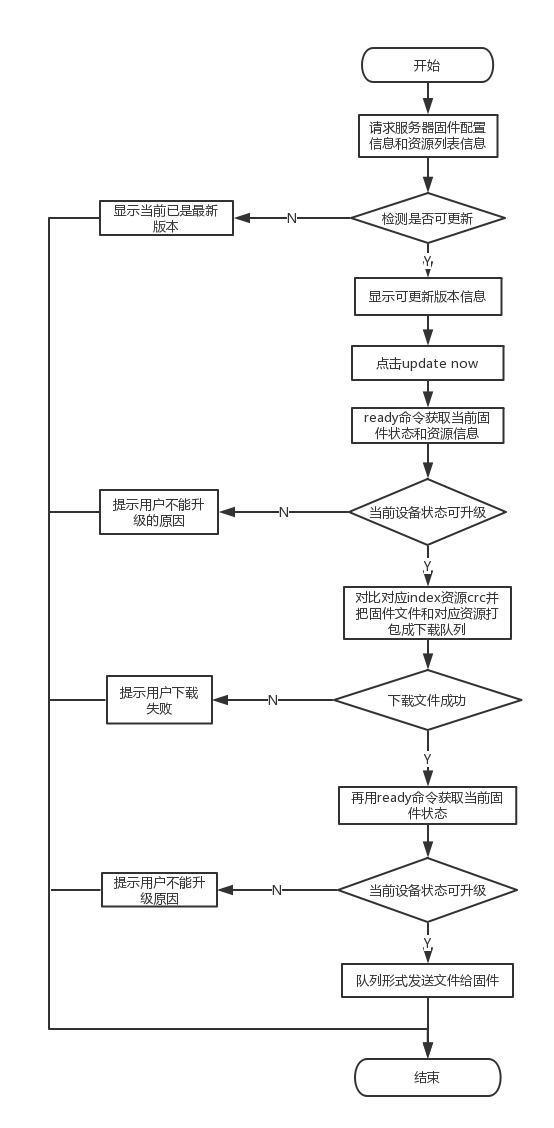 开始
请求服务器固件配置
信息和资源列表信息
检测是否可更新
N
显示当前已是最新
版本
Y
显示可更新版本信息
点击update now
ready命令获取当前固
件状态和资源信息
当前设备状态可升级
N
提示用户不能升
级的原因
Y
对比对应index资源crc并
把固件文件和对应资源打
包成下载队列
下载文件成功
N
提示用户下载
失败
Y
再用ready命令获取当前固
件状态
当前设备状态可升级
N
提示用户不能升
级原因
Y
队列形式发送文件给固件
结束